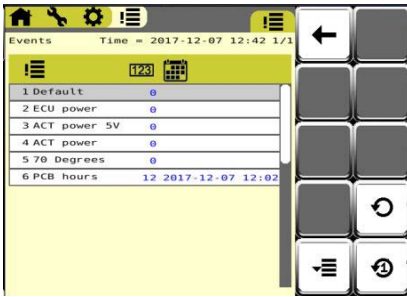 Events Time = 2017-12-07 12:42 1/1
123
1 Default 0
2 ECU power 0
3 ACT power 5V 0
4 ACT power 0
5 70 Degrees 0
6 PCB hours 12 2017-12-07 12:02
1